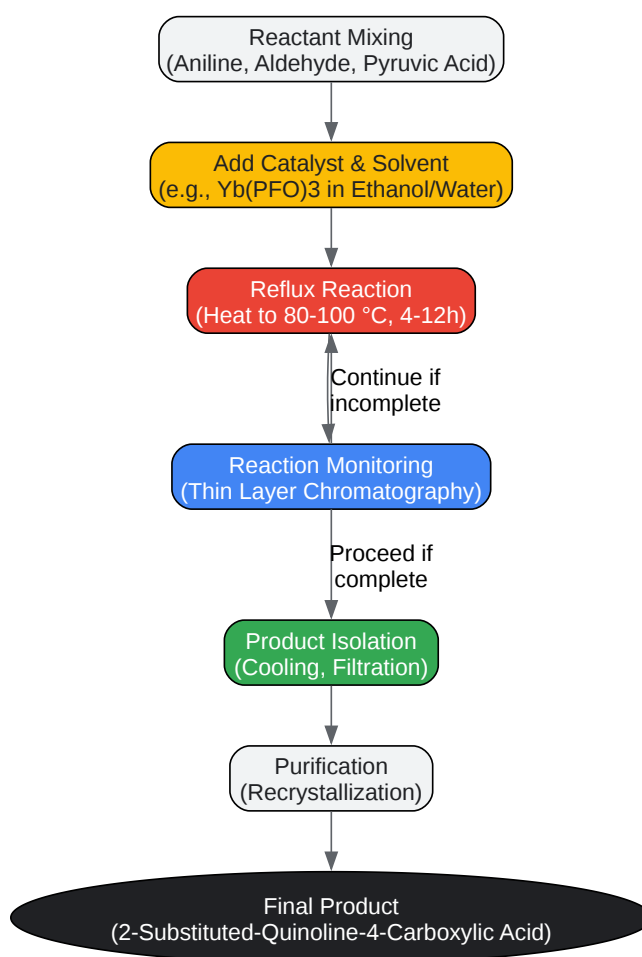 Reactant Mixing
(Aniline, Aldehyde, Pyruvic Acid)
Add Catalyst & Solvent
(e.g., Yb(PFO)3 in Ethanol/Water)
Reflux Reaction
(Heat to 80-100 °C, 4-12h)
Continue if
incomplete
Reaction Monitoring
(Thin Layer Chromatography)
Proceed if
complete
Product Isolation
(Cooling, Filtration)
Purification
(Recrystallization)
Final Product
(2-Substituted-Quinoline-4-Carboxylic Acid)